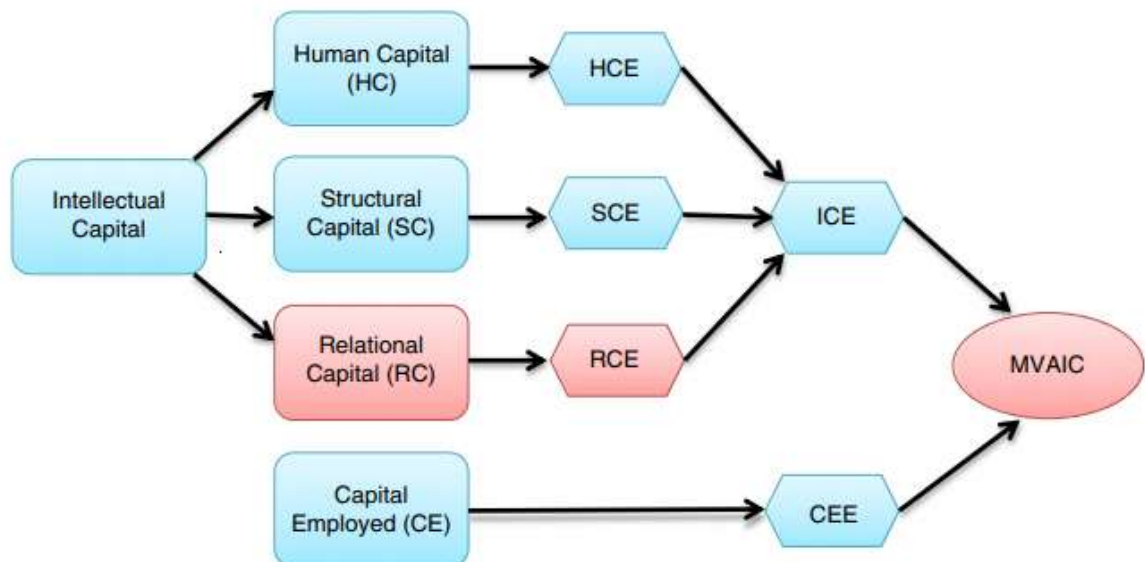 Human Capital
(HC)
HCE
Intellectual
Capital
Structural
Capital (SC)
SCE
ICE
Relational
Capital (RC)
RCE
MVAIC
Capital
Employed (CE)
CEE